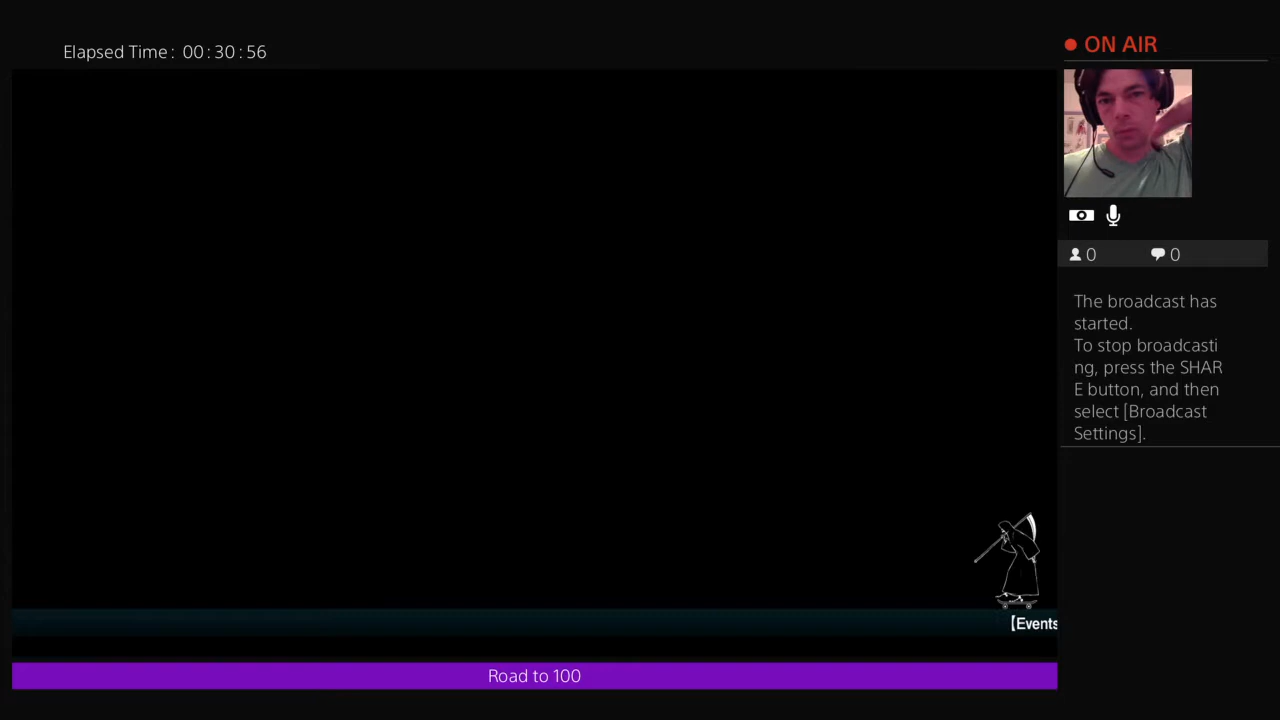 Elapsed Time: 00:30:56
ON AIR
0
0
The broadcast has
started.
To stop broadcasti
ng, press the SHAR
E button, and then
select [Broadcast
Settings].
【Events
Road to 100